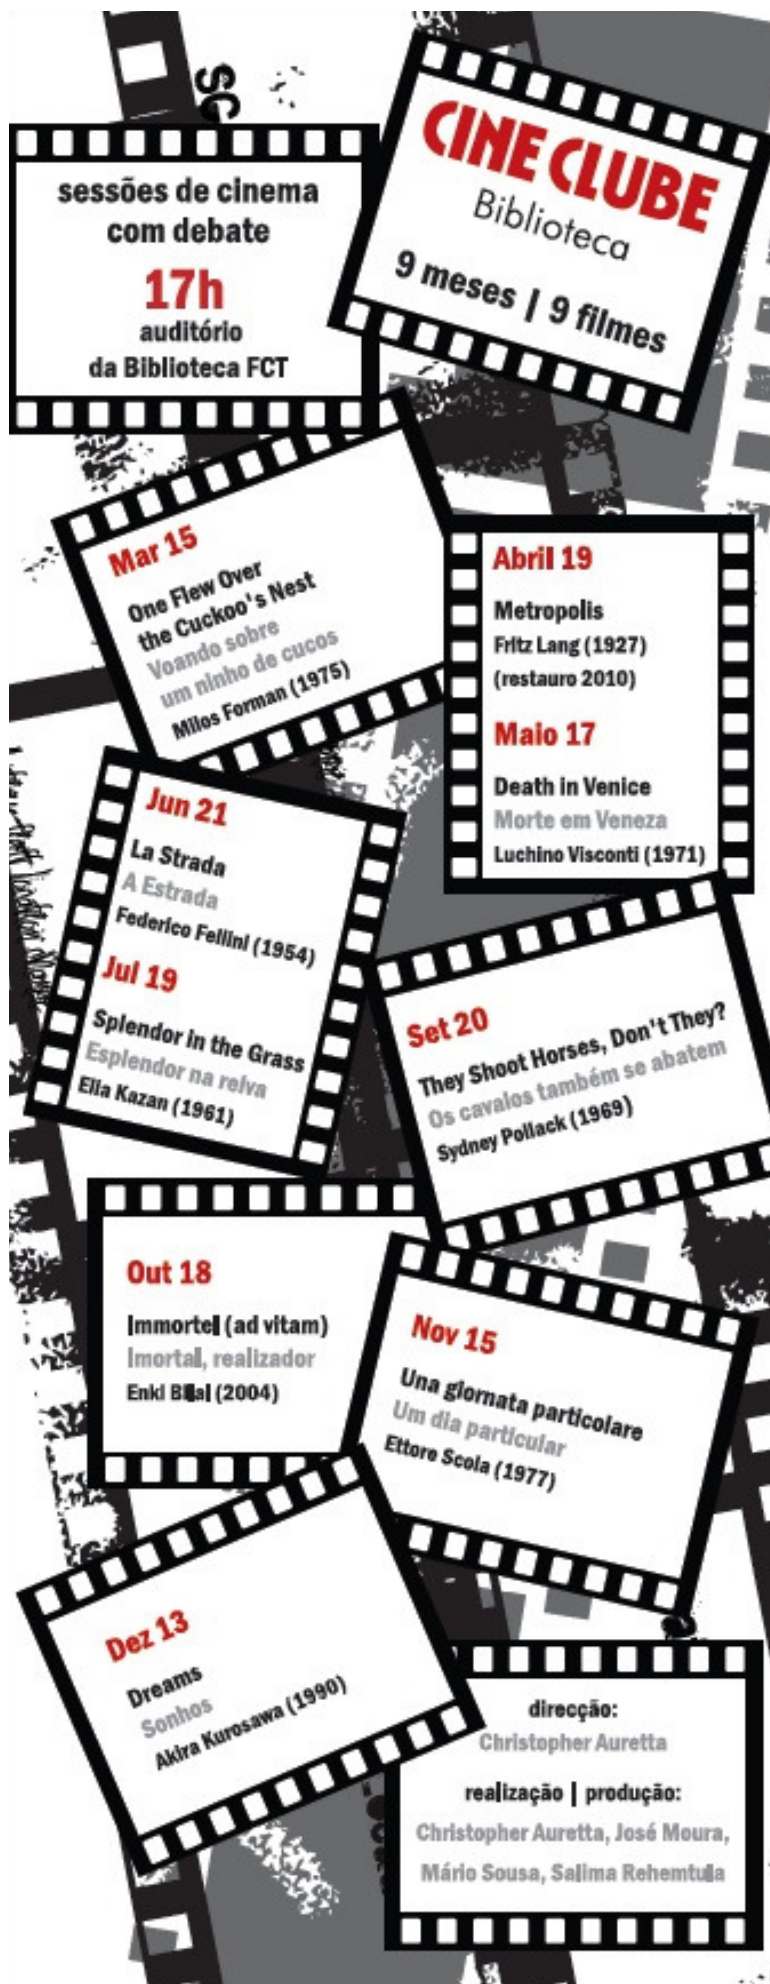 SG
sessões de cinema
com debate
17h
auditório
da Biblioteca FCT
CINE CLUBE
Biblioteca
9 meses | 9 filmes
Mar 15
One Flew Over
the Cuckoo's Nest
Voando sobre
um ninho de cucos
Milos Forman (1975)
Abril 19
Metropolis
Fritz Lang (1927)
(restauro 2010)
Maio 17
Death in Venice
Morte em Veneza
Luchino Visconti (1971)
Jun 21
La Strada
A Estrada
Federico Fellini (1954)
Jul 19
Splendor in the Grass
Esplendor na relva
Elia Kazan (1961)
Set 20
They Shoot Horses, Don't They?
Os cavalos também se abatem
Sydney Pollack (1969)
Out 18
Immortel (ad vitam)
Imortal, realizador
Enki Bilal (2004)
Nov 15
Una giornata particolare
Um dia particular
Ettore Scola (1977)
Dez 13
Dreams
Sonhos
Akira Kurosawa (1990)
direcção:
Christopher Auretta
realização | produção:
Christopher Auretta, José Moura,
Mário Sousa, Salima Rehemtula